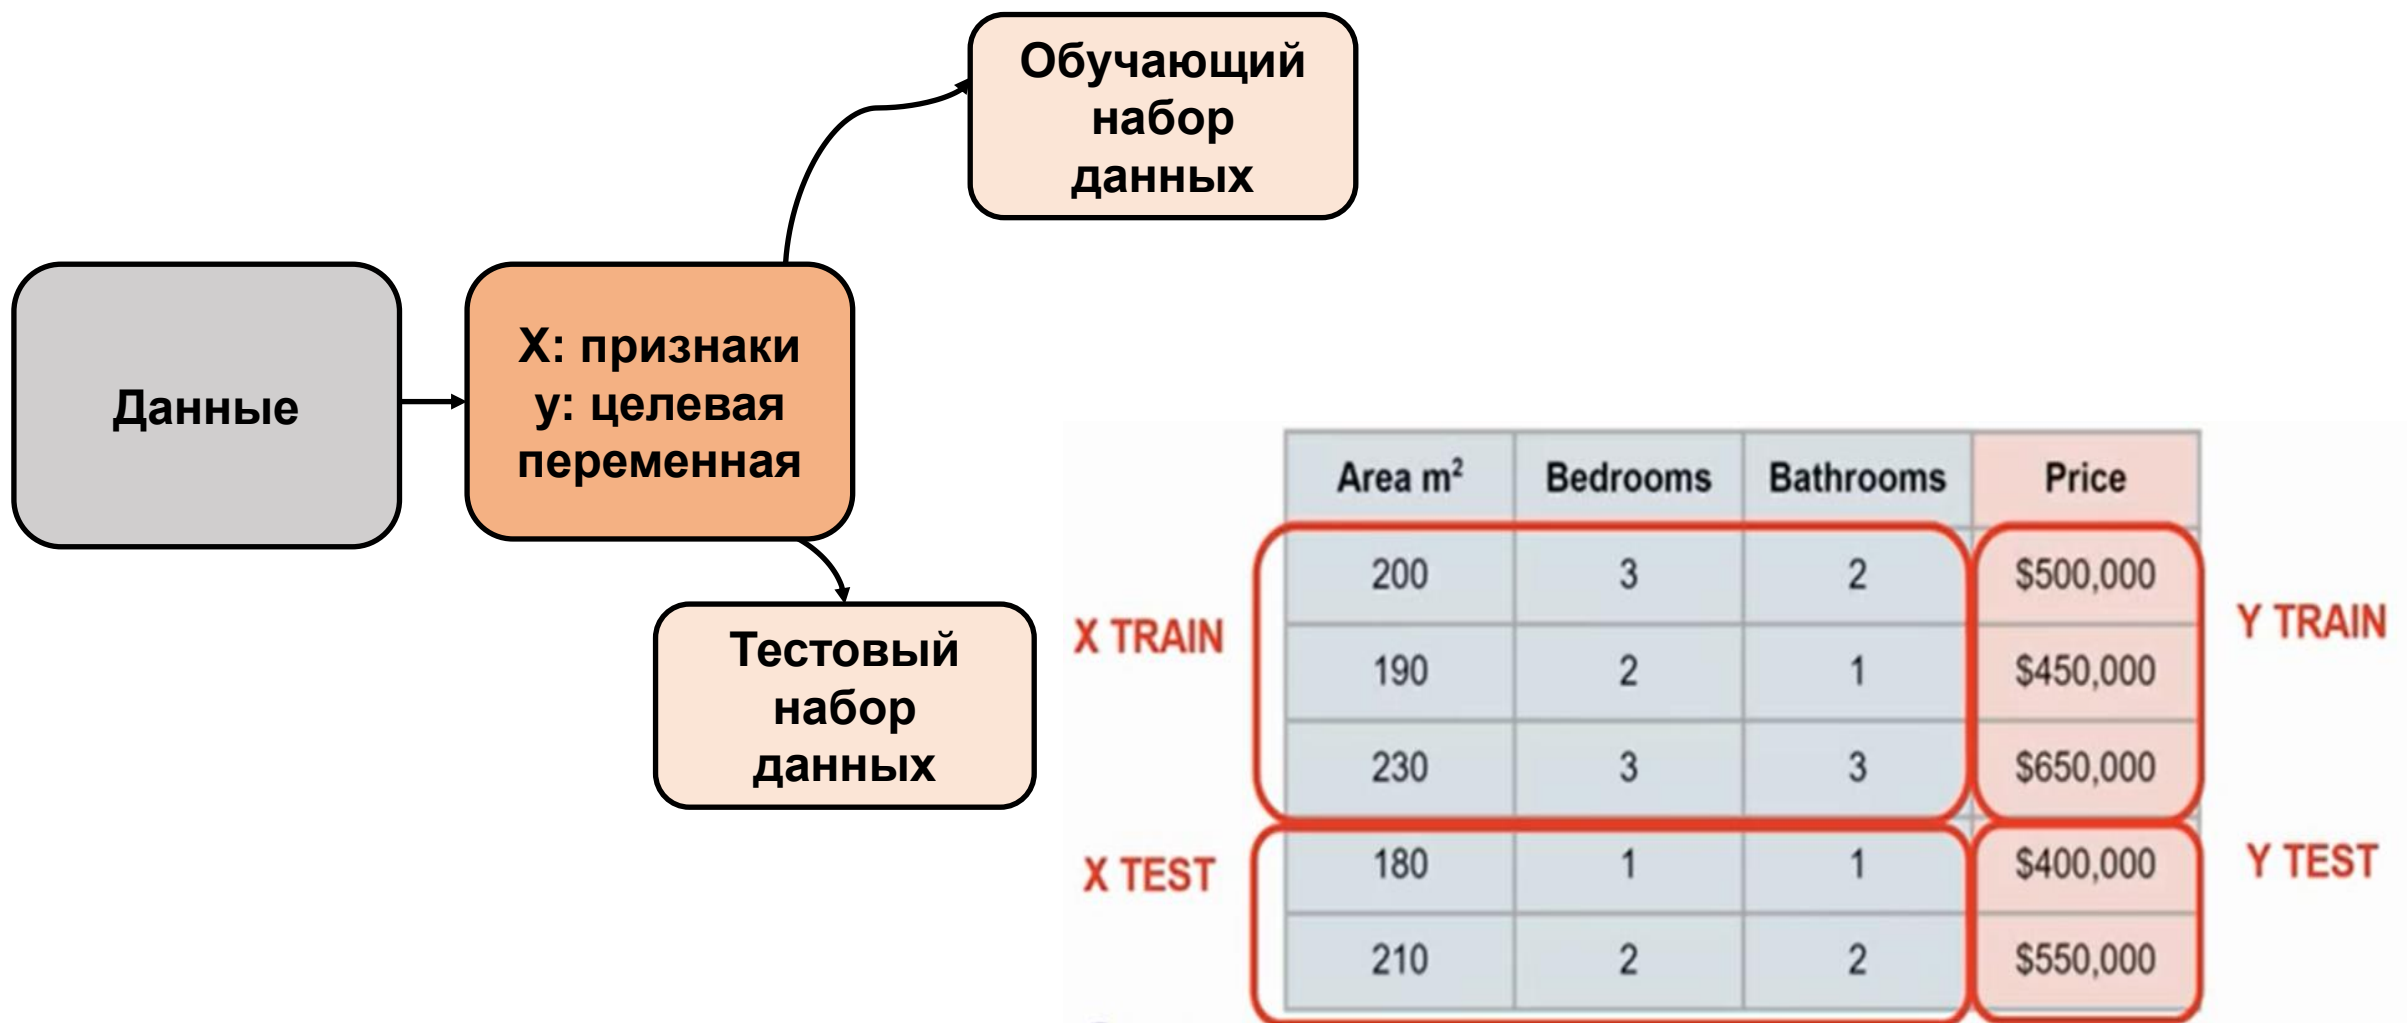 Обучающий
набор
данных
Данные
X: признаки
y: целевая
переменная
Тестовый
набор
данных
Area m² Bedrooms Bathrooms Price
200 3 2 $500,000
X TRAIN Y TRAIN
190 2 1 $450,000
230 3 3 $650,000
X TEST 180 1 1 $400,000 Y TEST
210 2 2 $550,000